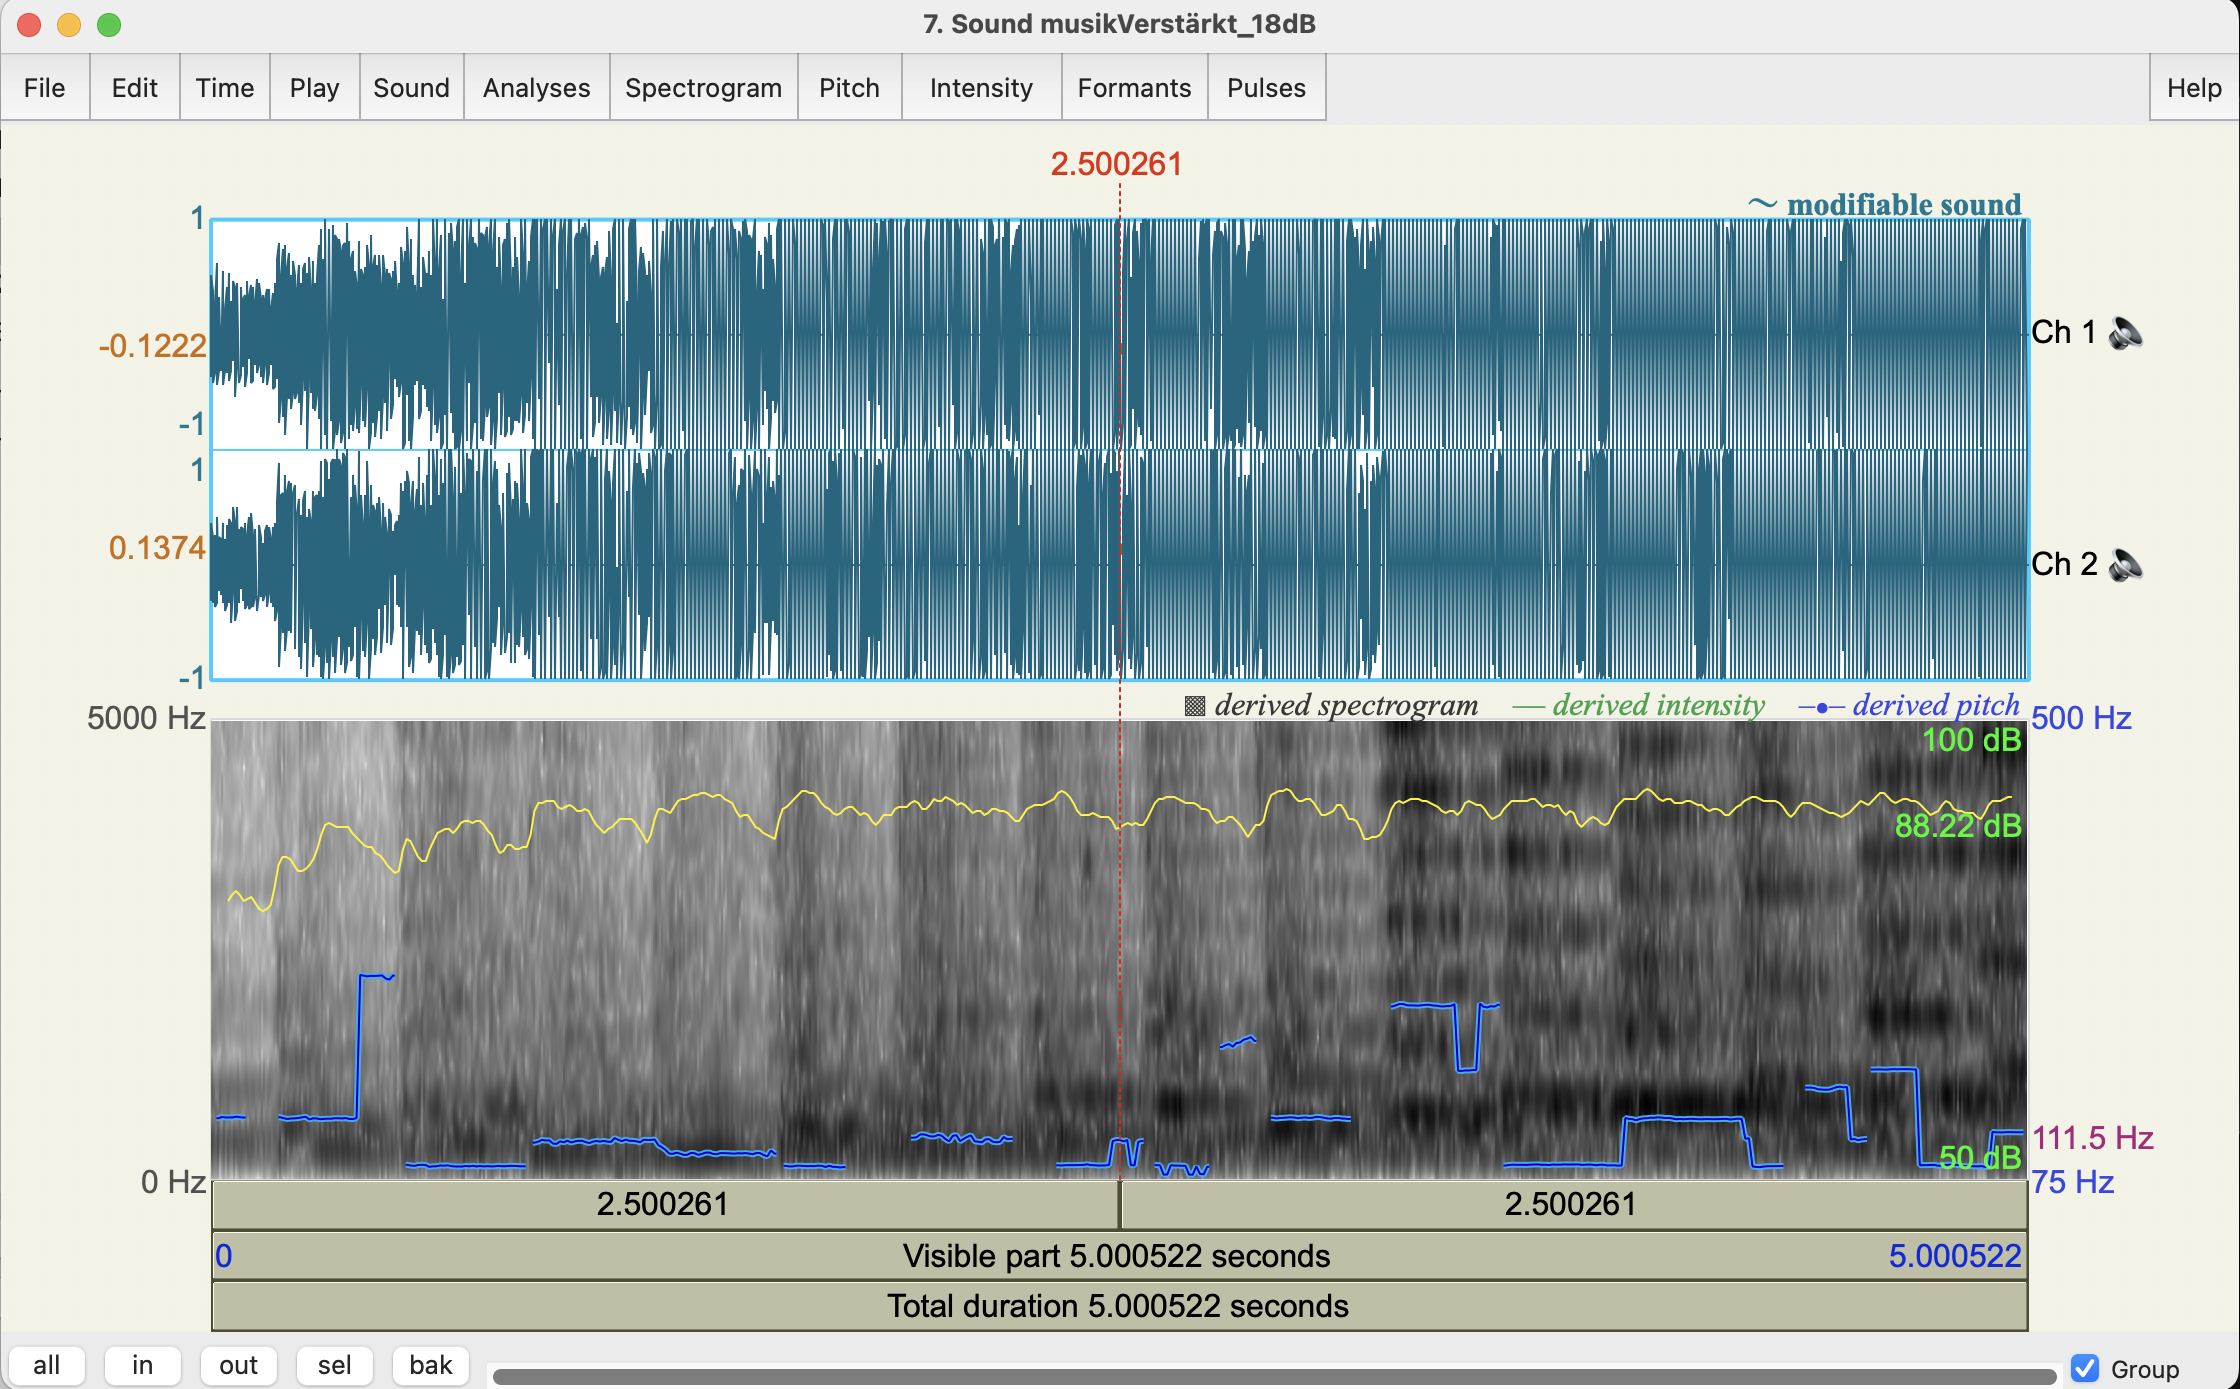 7. Sound musikVerstärkt_18dB
File Edit Time Play Sound Analyses Spectrogram Pitch Intensity Formants Pulses Help
2.500261
~ modifiable sound
1
-0.1222
Ch 1
-1
1
0.1374
Ch 2
-1
derived spectrogram derived intensity derived pitch
5000 Hz
500 Hz
100 dB
88.22 dB
111.5 Hz
50 dB
0 Hz
75 Hz
2.500261 2.500261
0 Visible part 5.000522 seconds 5.000522
Total duration 5.000522 seconds
all in out sel bak Group